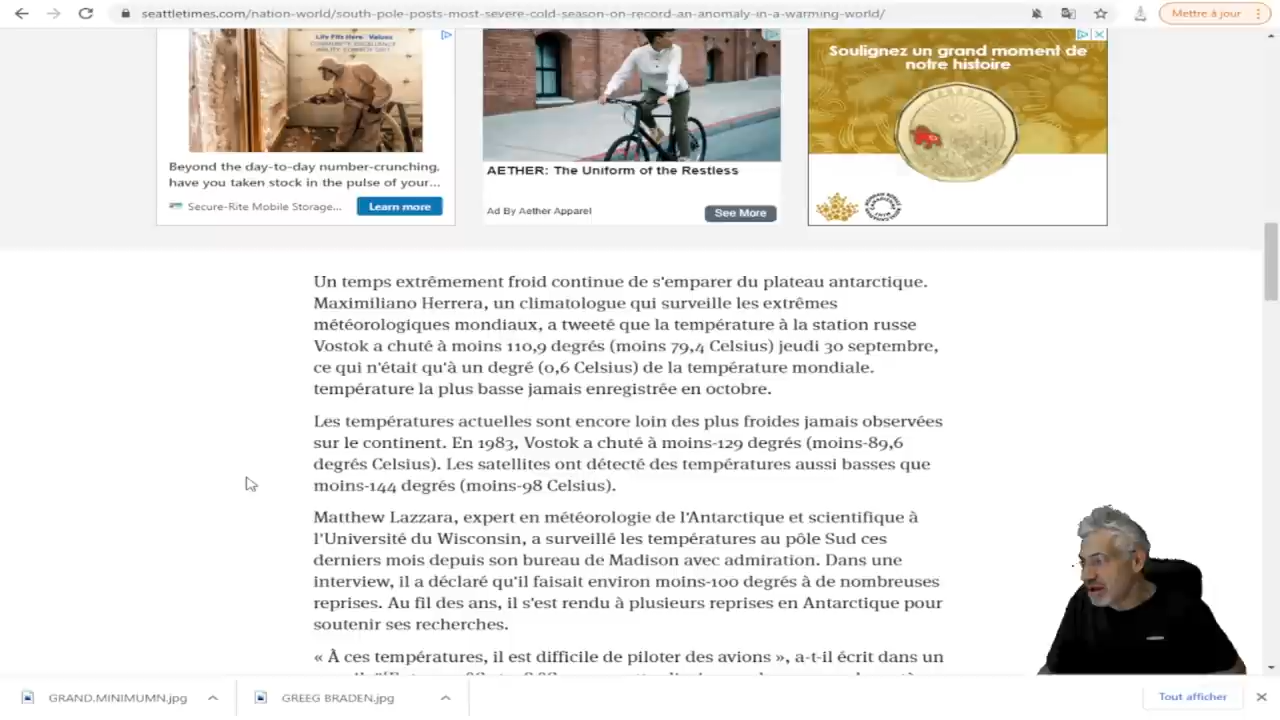 seattletimes.com/nation-world/south-pole-posts-most-severe-cold-season-on-record-an-anomaly-in-a-warming-world/
Mettre à jour
Life Fits Here: Values
Beyond the day-to-day number-crunching.
have you taken stock in the pulse of your...
Secure-Rite Mobile Storage...
Learn more
AETHER: The Uniform of the Restless
Ad By Aether Apparel
See More
Soulignez un grand moment de
notre histoire
Un temps extrêmement froid continue de s'emparer du plateau antarctique.
Maximiliano Herrera, un climatologue qui surveille les extrêmes
météorologiques mondiaux, a tweeté que la température à la station russe
Vostok a chuté à moins 110,9 degrés (moins 79,4 Celsius) jeudi 30 septembre,
ce qui n'était qu'à un degré (0,6 Celsius) de la température mondiale.
température la plus basse jamais enregistrée en octobre.
Les températures actuelles sont encore loin des plus froides jamais observées
sur le continent. En 1983, Vostok a chuté à moins-129 degrés (moins-89,6
degrés Celsius). Les satellites ont détecté des températures aussi basses que
moins-144 degrés (moins-98 Celsius).
Matthew Lazzara, expert en météorologie de l'Antarctique et scientifique à
l'Université du Wisconsin, a surveillé les températures au pôle Sud ces
derniers mois depuis son bureau de Madison avec admiration. Dans une
interview, il a déclaré qu'il faisait environ moins-100 degrés à de nombreuses
reprises. Au fil des ans, il s'est rendu à plusieurs reprises en Antarctique pour
soutenir ses recherches.
« À ces températures, il est difficile de piloter des avions », a-t-il écrit dans un
GRAND.MINIMUMN.jpg
GREEG BRADEN.jpg
Tout afficher